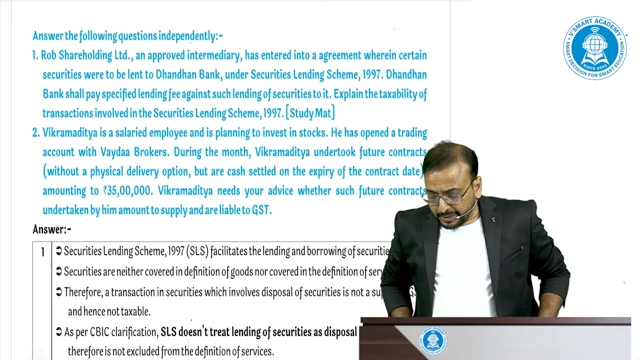 Answer the following questions independently:-
1. Rob Shareholding Ltd., an approved intermediary, has entered into a agreement wherein certain
securities were to be lent to Dhandhan Bank, under Securities Lending Scheme, 1997. Dhandhan
Bank shall pay specified lending fee against such lending of securities to it. Explain the taxability of
transactions involved in the Securities Lending Scheme, 1997. [Study Mat]
2. Vikramaditya is a salaried employee and is planning to invest in stocks. He has opened a trading
account with Vaydaa Brokers. During the month, Vikramaditya undertook future contracts
(without a physical delivery option, but are cash settled on the expiry of the contract date)
amounting to ₹35,00,000. Vikramaditya needs your advice whether such future contracts
undertaken by him amount to supply and are liable to GST.
Answer:-
1
➲ Securities Lending Scheme, 1997 (SLS) facilitates the lending and borrowing of
➲ Securities are neither covered in definition of goods nor covered in the definition of
➲ Therefore, a transaction in securities which involves disposal of securities is not a
and hence not taxable.
➲ As per CBIC clarification, SLS doesn't treat lending of securities as disposal
therefore is not excluded from the definition of services.
V SMART ACADEMY
SMART DECISION FOR SMART EDUCATION